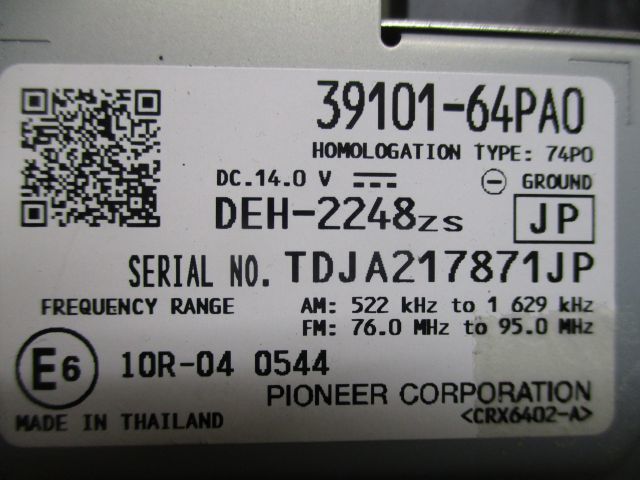 39101-64PA0
HOMOLOGATION TYPE: 74P0
DC.14.0 V GROUND
DEH-2248ZS JP
SERIAL NO. TDJA217871JP
FREQUENCY RANGE AM: 522 kHz to 1 629 kHz
FM: 76.0 MHz to 95.0 MHz
E6 10R-04 0544
PIONEER CORPORATION
MADE IN THAILAND <CRX6402-A>